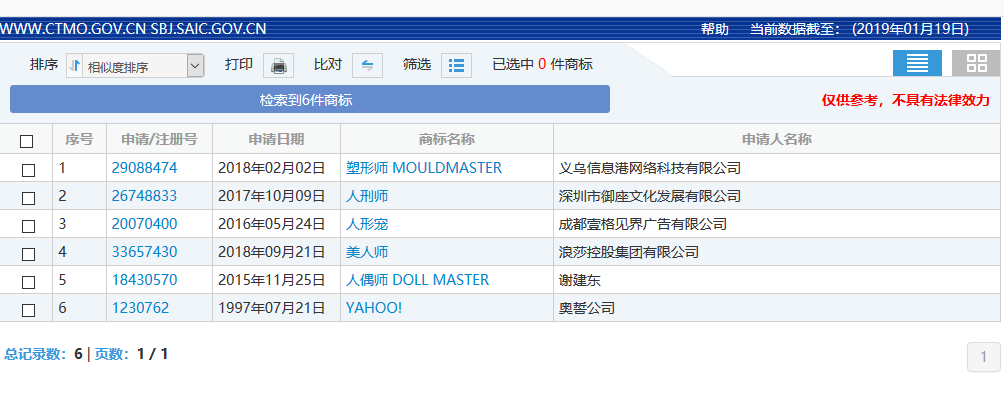 WWW.CTMO.GOV.CN SBJ.SAIC.GOV.CN 帮助 当前数据截至： (2019年01月19日)
排序 相似度排序 打印 比对 筛选 已选中 0 件商标
检索到6件商标 仅供参考，不具有法律效力
序号 申请/注册号 申请日期 商标名称 申请人名称
1 29088474 2018年02月02日 塑形师 MOULDMASTER 义乌信息港网络科技有限公司
2 26748833 2017年10月09日 人刑师 深圳市御座文化发展有限公司
3 20070400 2016年05月24日 人形宠 成都壹格见界广告有限公司
4 33657430 2018年09月21日 美人师 浪莎控股集团有限公司
5 18430570 2015年11月25日 人偶师 DOLL MASTER 谢建东
6 1230762 1997年07月21日 YAHOO! 奥誓公司
总记录数：6 | 页数：1 / 1 1